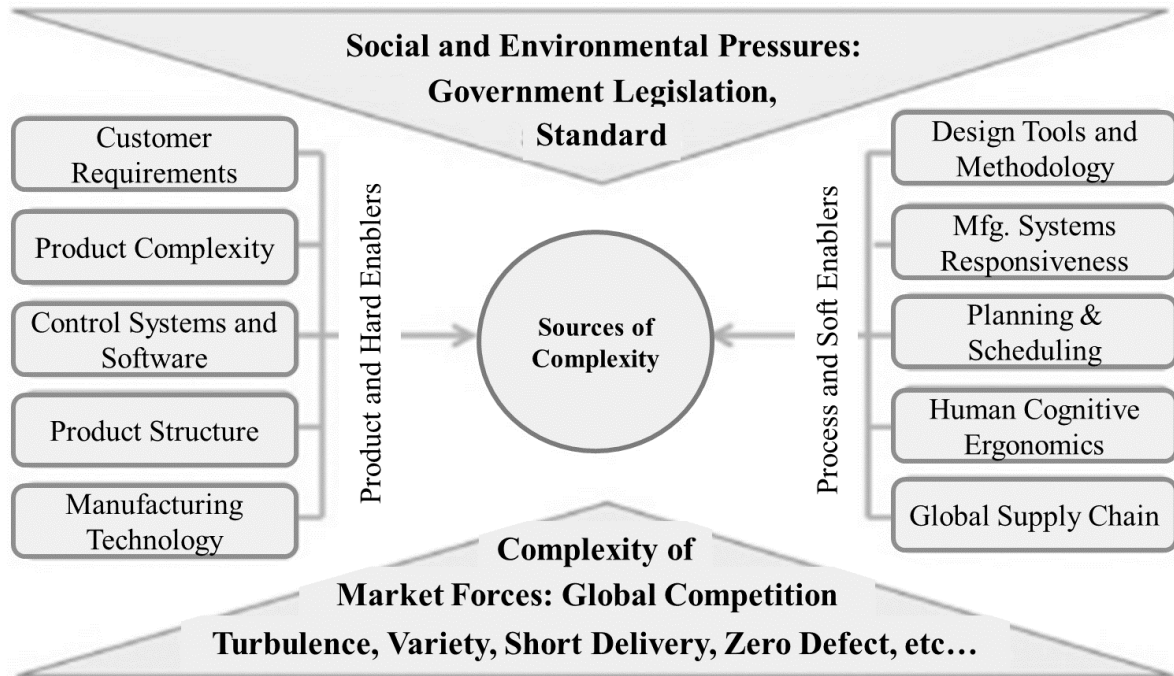 Social and Environmental Pressures:
Government Legislation,
Standard
Customer
Requirements
Product Complexity
Control Systems and
Software
Product Structure
Manufacturing
Technology
Product and Hard Enablers
Sources of
Complexity
Process and Soft Enablers
Design Tools and
Methodology
Mfg. Systems
Responsiveness
Planning &
Scheduling
Human Cognitive
Ergonomics
Global Supply Chain
Complexity of
Market Forces: Global Competition
Turbulence, Variety, Short Delivery, Zero Defect, etc…